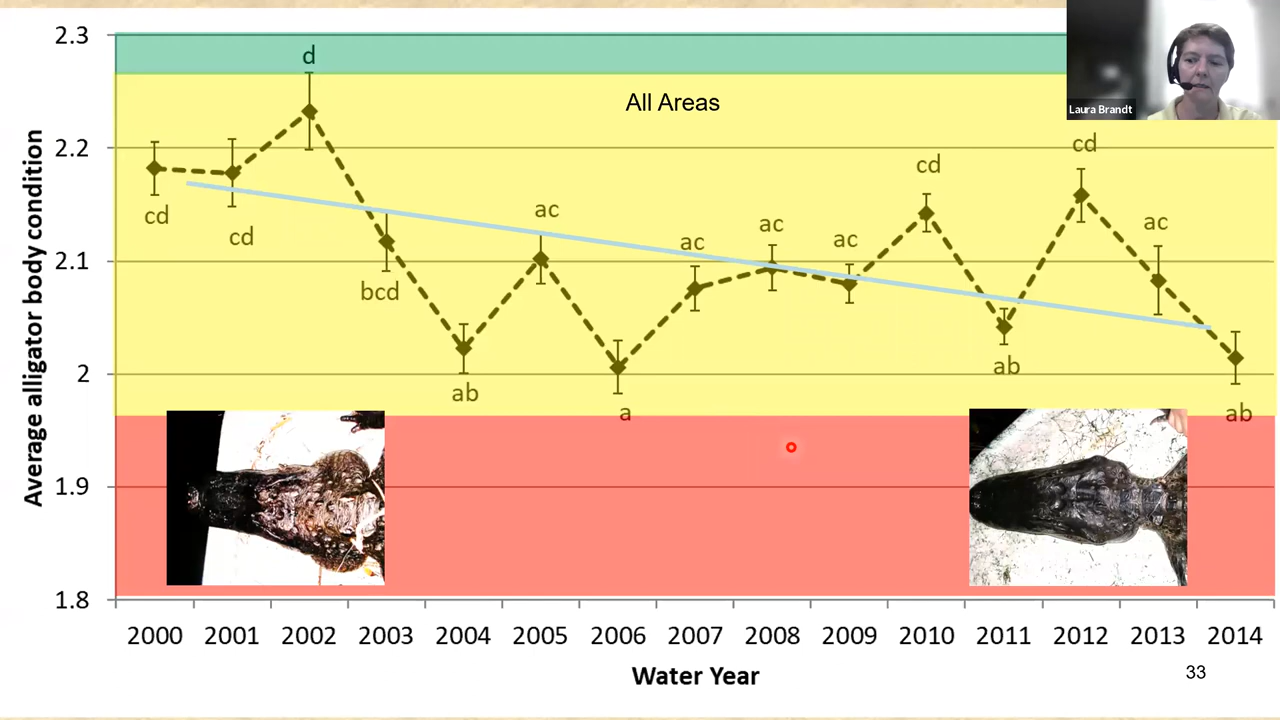 2.3
2.2
2.1
2
1.9
1.8
Average alligator body condition
All Areas
Laura Brandt
cd
cd
d
bcd
ab
ac
a
ac
ac
ac
cd
ab
cd
ac
ab
2000 2001 2002 2003 2004 2005 2006 2007 2008 2009 2010 2011 2012 2013 2014
Water Year
33